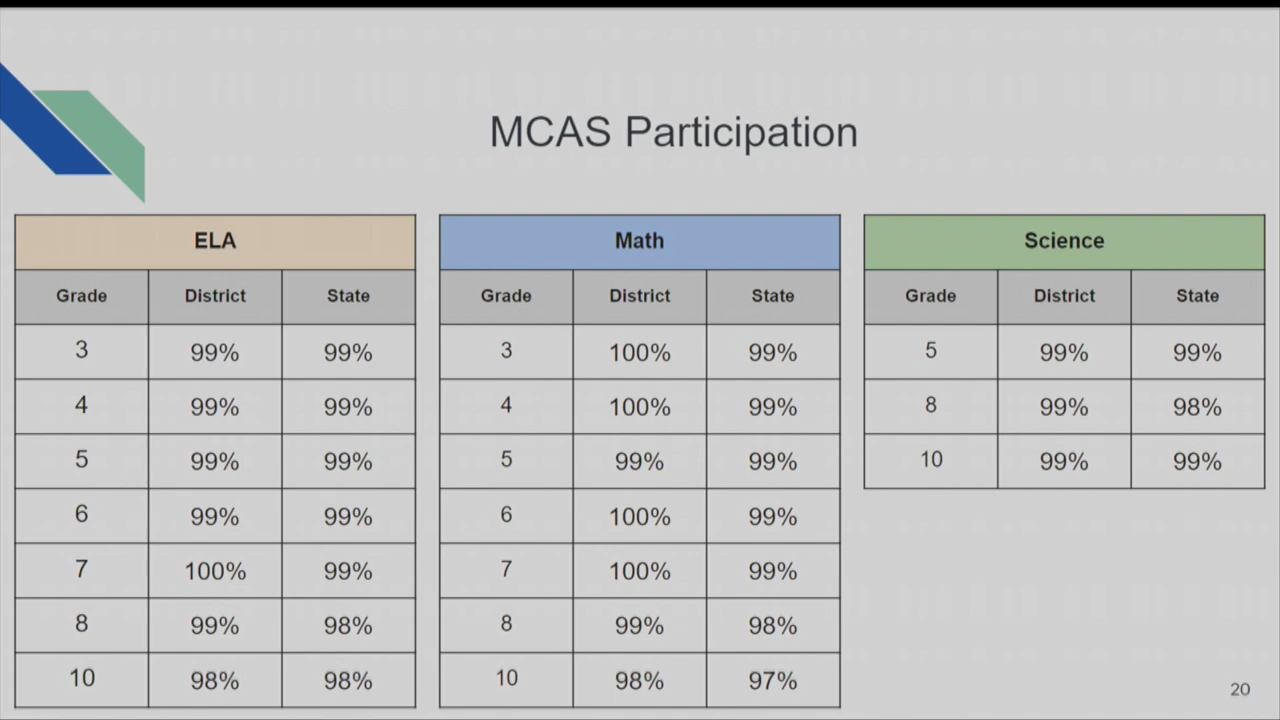 MCAS Participation
ELA
Grade District State
3 99% 99%
4 99% 99%
5 99% 99%
6 99% 99%
7 100% 99%
8 99% 98%
10 98% 98%
Math
Grade District State
3 100% 99%
4 100% 99%
5 99% 99%
6 100% 99%
7 100% 99%
8 99% 98%
10 98% 97%
Science
Grade District State
5 99% 99%
8 99% 98%
10 99% 99%
20